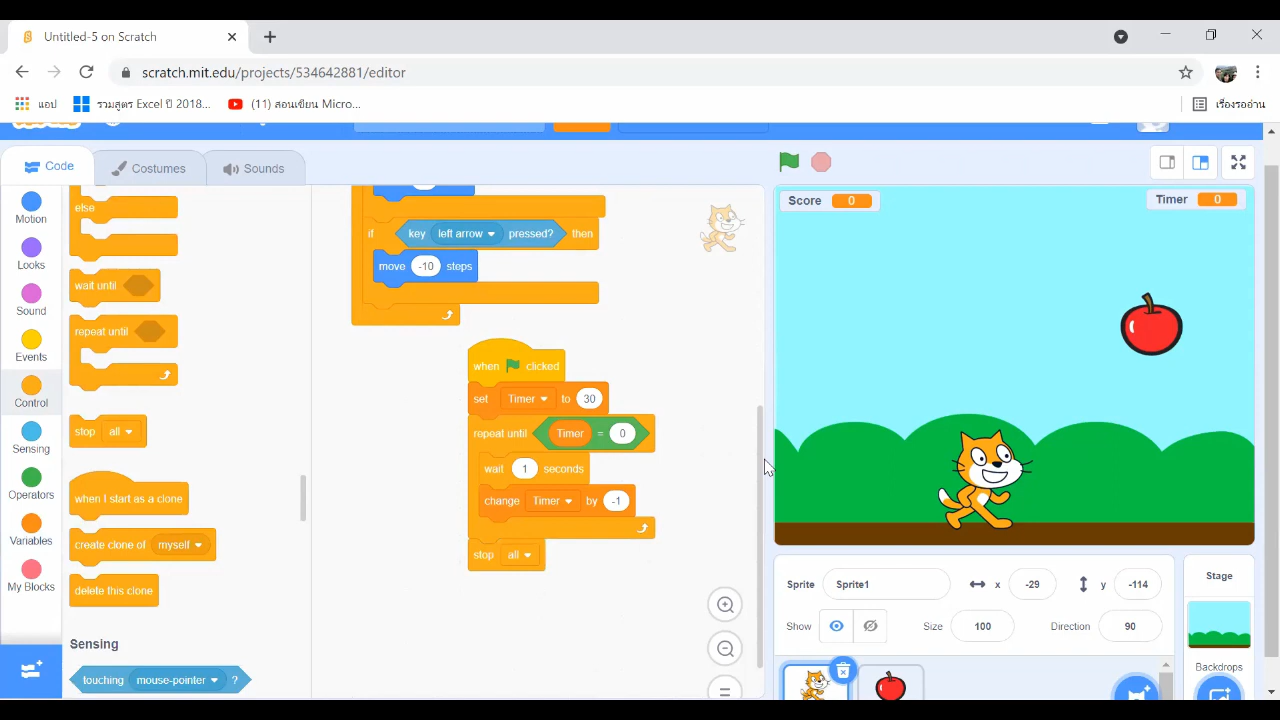 Untitled-5 on Scratch
scratch.mit.edu/projects/534642881/editor
แอป
รวมสูตร Excel ปี 2018...
(11) สอนเขียน Micro...
เรื่องรออ่าน
Code
Costumes
Sounds
Motion
Looks
Sound
Events
Control
Sensing
Operators
Variables
My Blocks
else
wait until
repeat until
stop all
when I start as a clone
create clone of myself
delete this clone
Sensing
touching mouse-pointer ?
if key left arrow pressed? then
move -10 steps
when clicked
set Timer to 30
repeat until Timer = 0
wait 1 seconds
change Timer by -1
stop all
Score 0
Timer 0
Sprite Sprite1
x -29
y -114
Show
Size 100
Direction 90
Stage
Backdrops